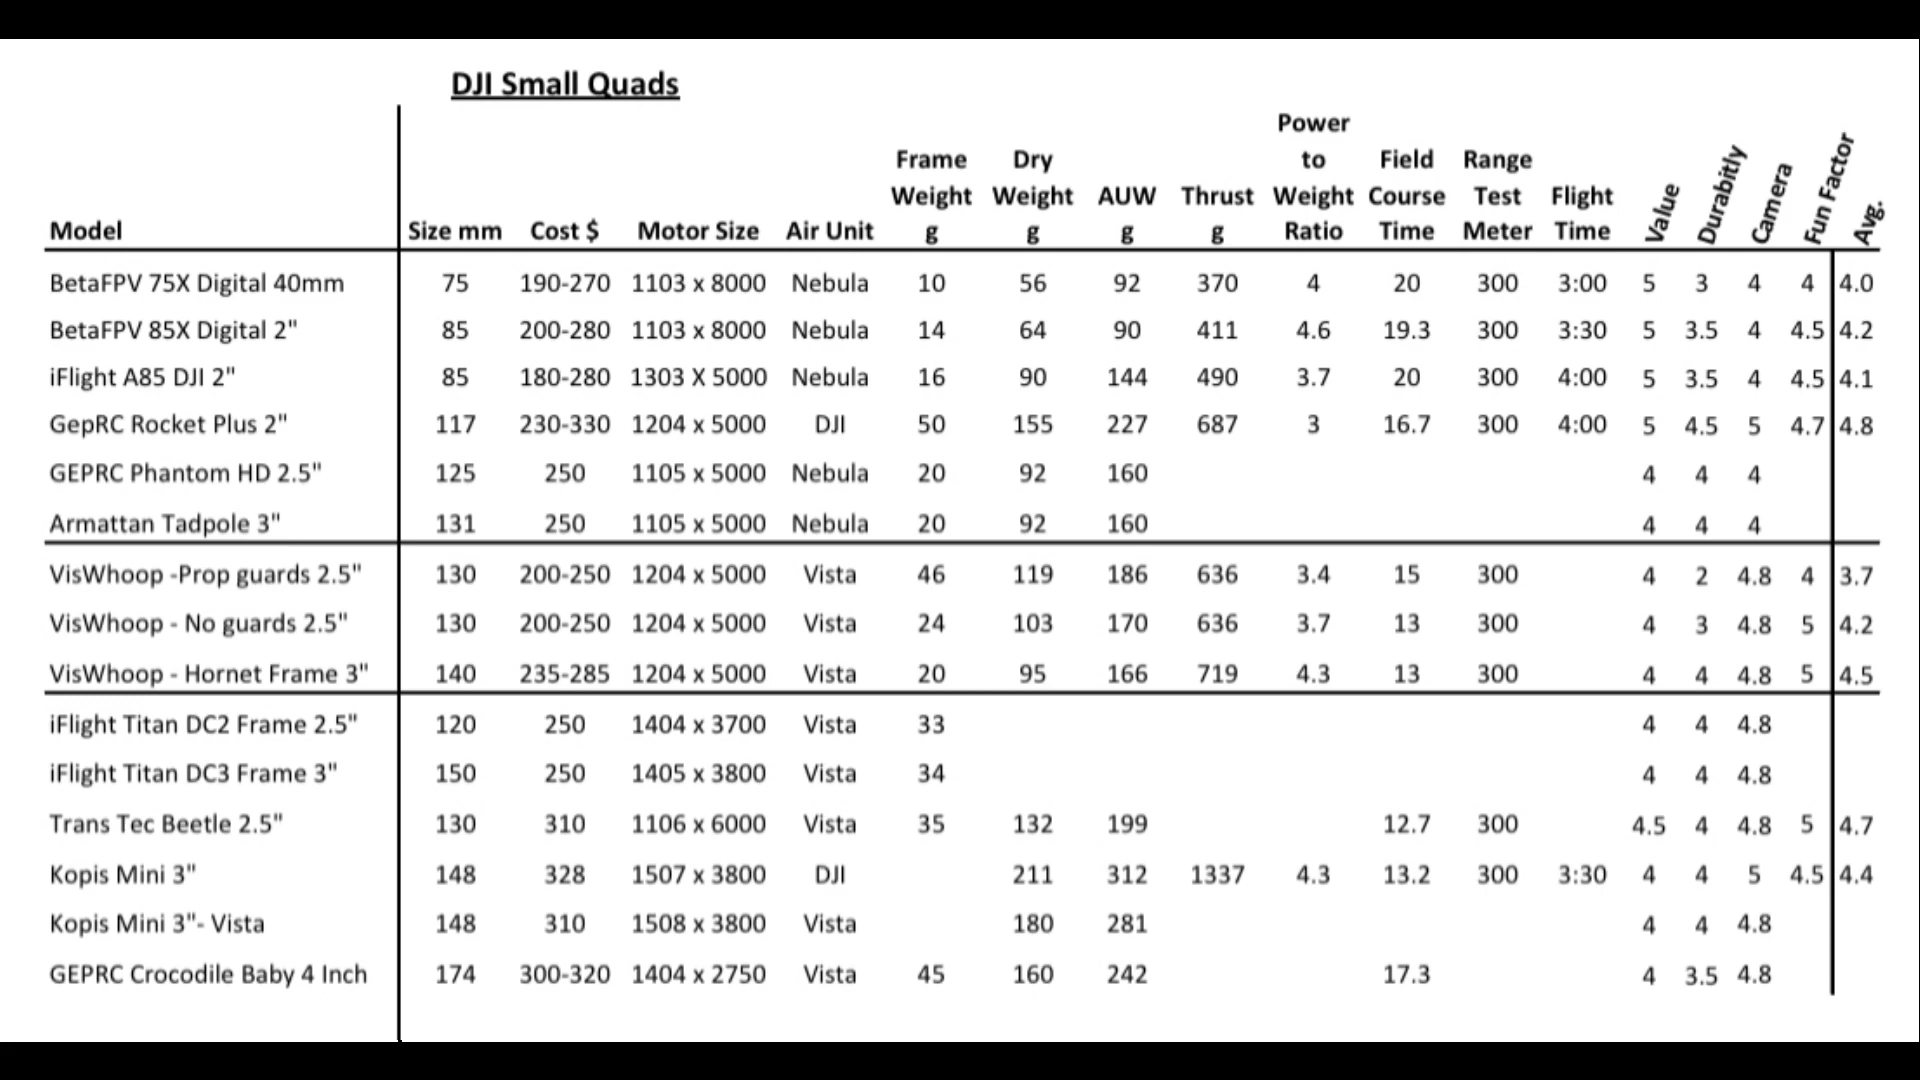 DJI Small Quads
Power
Frame Dry to Field Range
Weight Weight AUW Thrust Weight Course Test Flight
Model Size mm Cost $ Motor Size Air Unit g g g g Ratio Time Meter Time Value Durabitly Camera Fun Factor Avg.
BetaFPV 75X Digital 40mm 75 190-270 1103 x 8000 Nebula 10 56 92 370 4 20 300 3:00 5 3 4 4 4.0
BetaFPV 85X Digital 2" 85 200-280 1103 x 8000 Nebula 14 64 90 411 4.6 19.3 300 3:30 5 3.5 4 4.5 4.2
iFlight A85 DJI 2" 85 180-280 1303 X 5000 Nebula 16 90 144 490 3.7 20 300 4:00 5 3.5 4 4.5 4.1
GepRC Rocket Plus 2" 117 230-330 1204 x 5000 DJI 50 155 227 687 3 16.7 300 4:00 5 4.5 5 4.7 4.8
GEPRC Phantom HD 2.5" 125 250 1105 x 5000 Nebula 20 92 160 4 4 4
Armattan Tadpole 3" 131 250 1105 x 5000 Nebula 20 92 160 4 4 4
VisWhoop -Prop guards 2.5" 130 200-250 1204 x 5000 Vista 46 119 186 636 3.4 15 300 4 2 4.8 4 3.7
VisWhoop - No guards 2.5" 130 200-250 1204 x 5000 Vista 24 103 170 636 3.7 13 300 4 3 4.8 5 4.2
VisWhoop - Hornet Frame 3" 140 235-285 1204 x 5000 Vista 20 95 166 719 4.3 13 300 4 4 4.8 5 4.5
iFlight Titan DC2 Frame 2.5" 120 250 1404 x 3700 Vista 33 4 4 4.8
iFlight Titan DC3 Frame 3" 150 250 1405 x 3800 Vista 34 4 4 4.8
Trans Tec Beetle 2.5" 130 310 1106 x 6000 Vista 35 132 199 12.7 300 4.5 4 4.8 5 4.7
Kopis Mini 3" 148 328 1507 x 3800 DJI 211 312 1337 4.3 13.2 300 3:30 4 4 5 4.5 4.4
Kopis Mini 3"- Vista 148 310 1508 x 3800 Vista 180 281 4 4 4.8
GEPRC Crocodile Baby 4 Inch 174 300-320 1404 x 2750 Vista 45 160 242 17.3 4 3.5 4.8